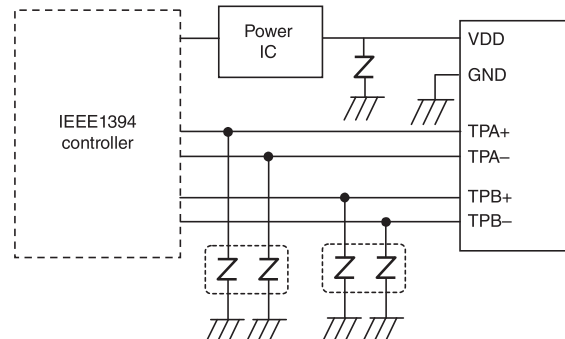 Power
IC
VDD
GND
IEEE1394
controller
TPA+
TPA–
TPB+
TPB–